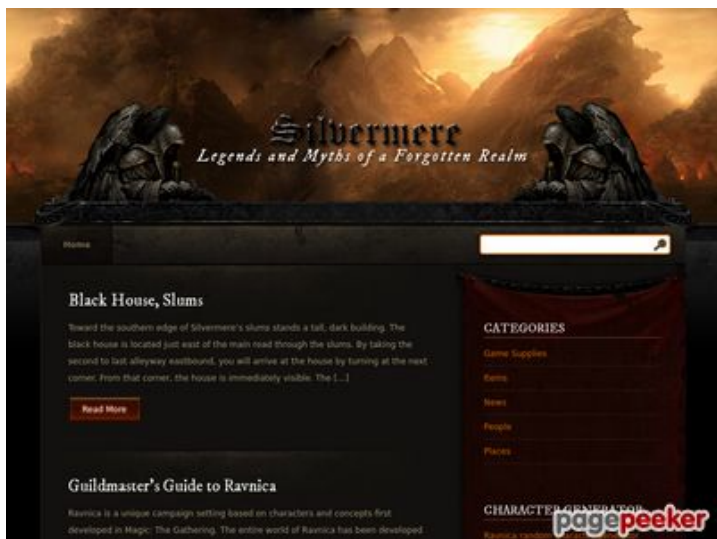 Silvermere
Legends and Myths of a Forgotten Realm
Home
Black House, Slums
Toward the southern edge of Silvermere's slums stands a tall, dark building. The
black house is located just east of the main road through the slums. By taking the
second to last alleyway eastbound, you will arrive at the house by turning at the next
corner. From that corner, the house is immediately visible. The [...]
Read More
Guildmaster's Guide to Ravnica
Ravnica is a unique campaign setting based on characters and concepts first
developed in Magic: The Gathering. The entire world of Ravnica has been developed
CATEGORIES
Game Supplies
Items
News
People
Places
CHARACTER GENERATOR
Ravnica random
pagepeeker